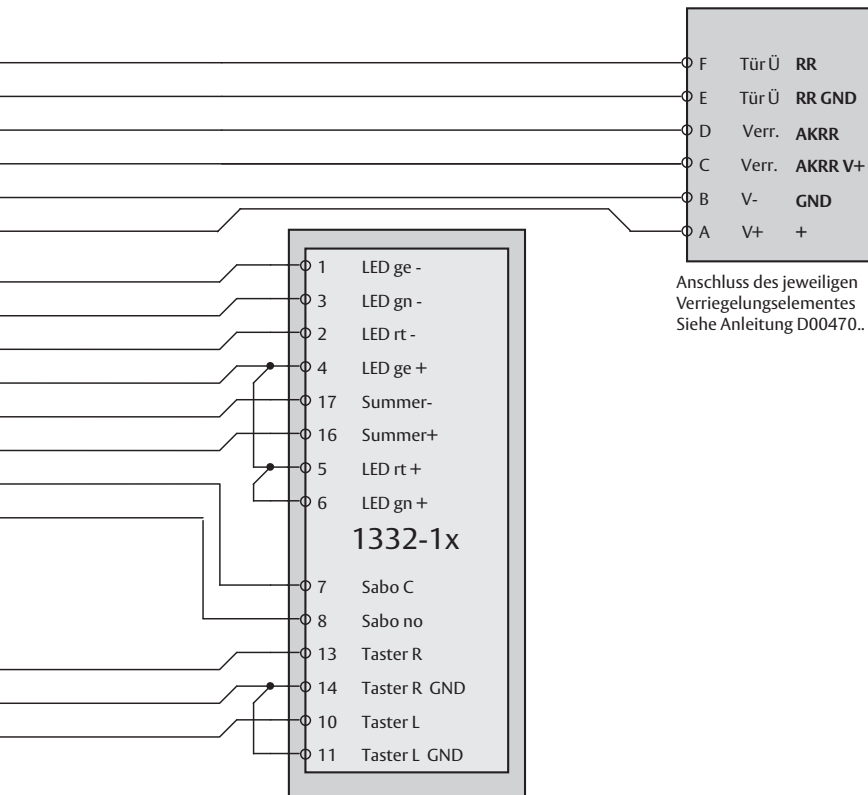 F Tür Ü RR
E Tür Ü RR GND
D Verr. AKRR
C Verr. AKRR V+
B V- GND
A V+ +
Anschluss des jeweiligen
Verriegelungselementes
Siehe Anleitung D00470..
1 LED ge -
3 LED gn -
2 LED rt -
4 LED ge +
17 Summer-
16 Summer+
5 LED rt +
6 LED gn +
1332-1x
7 Sabo C
8 Sabo no
13 Taster R
14 Taster R GND
10 Taster L
11 Taster L GND